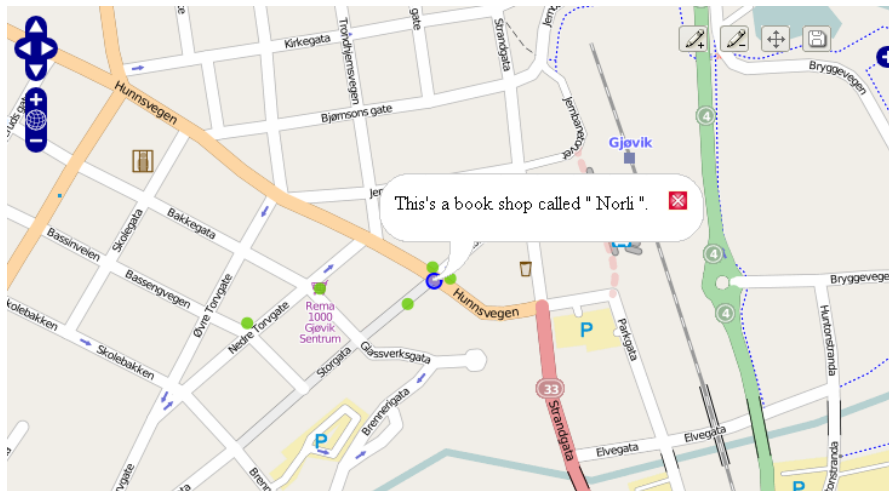 Kirkegata
Trondhjemsvegen
gate
Strandgata
Hunnsvegen
Bjørnsons gate
Jernbanetorvet
Gjøvik
4
Bryggevegen
This's a book shop called " Norli ".
Skolegata
Bakkegata
Bassinveien
Bassengvegen
Øvre Torvgate
Nedre Torvgate
Rema
1000
Gjøvik
Sentrum
Hunnsvegen
4
4
Bryggevegen
Skolebakken
Skolebakken
Storgata
Glassverksgata
P
Parkgata
Huntonstranda
33
Strandgata
Brennerigata
P
Elvegata
Elvegata
P